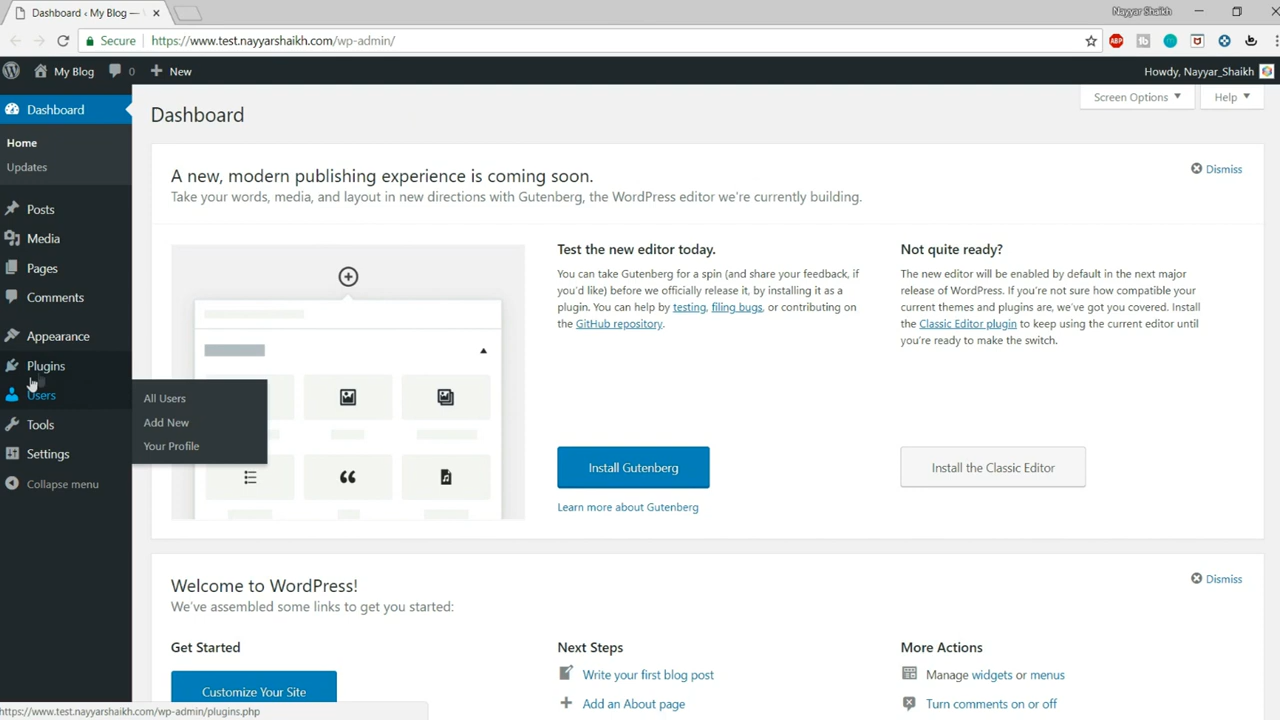 Dashboard ‹ My Blog —
Nayyar Shaikh
Secure
https://www.test.nayyarshaikh.com/wp-admin/
My Blog
0
New
Howdy, Nayyar_Shaikh
Dashboard
Home
Updates
Posts
Media
Pages
Comments
Appearance
Plugins
Users
Tools
Settings
Collapse menu
All Users
Add New
Your Profile
Screen Options
Help
Dashboard
A new, modern publishing experience is coming soon.
Dismiss
Take your words, media, and layout in new directions with Gutenberg, the WordPress editor we're currently building.
Test the new editor today.
You can take Gutenberg for a spin (and share your feedback, if
you'd like) before we officially release it, by installing it as a
plugin. You can help by testing, filing bugs, or contributing on
the GitHub repository.
Install Gutenberg
Learn more about Gutenberg
Not quite ready?
The new editor will be enabled by default in the next major
release of WordPress. If you're not sure how compatible your
current themes and plugins are, we've got you covered. Install
the Classic Editor plugin to keep using the current editor until
you're ready to make the switch.
Install the Classic Editor
Welcome to WordPress!
Dismiss
We've assembled some links to get you started:
Get Started
Customize Your Site
Next Steps
Write your first blog post
Add an About page
More Actions
Manage widgets or menus
Turn comments on or off
https://www.test.nayyarshaikh.com/wp-admin/plugins.php